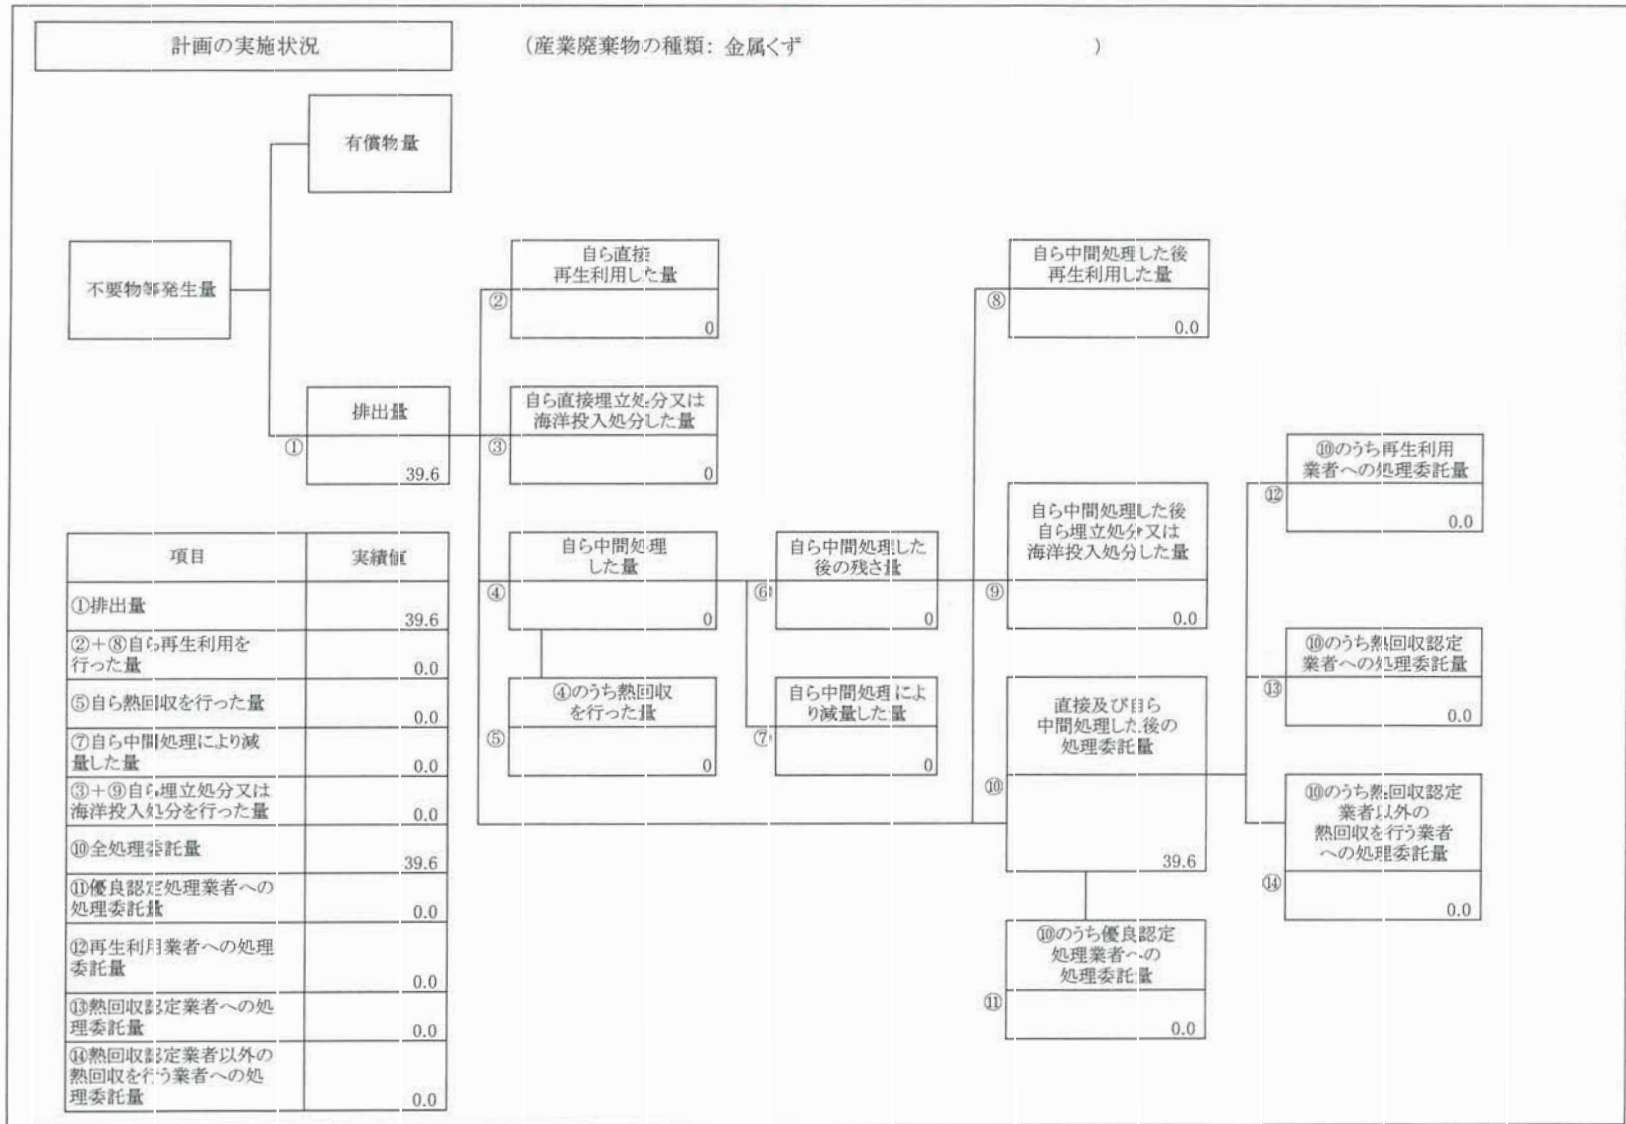 計画の実施状況
（産業廃棄物の種類： 金属くず ）
有償物量
不要物等発生量
排出量
①
39.6
自ら直接
再生利用した量
②
0
自ら直接埋立処分又は
海洋投入処分した量
③
0
自ら中間処理
した量
④
0
④のうち熱回収
を行った量
⑤
0
自ら中間処理した
後の残さ量
⑥
0
自ら中間処理によ
り減量した量
⑦
0
自ら中間処理した後
再生利用した量
⑧
0.0
自ら中間処理した後
自ら埋立処分又は
海洋投入処分した量
⑨
0.0
直接及び自ら
中間処理した後の
処理委託量
⑩
39.6
⑩のうち優良認定
処理業者への
処理委託量
⑪
0.0
⑩のうち再生利用
業者への処理委託量
⑫
0.0
⑩のうち熱回収認定
業者への処理委託量
⑬
0.0
⑩のうち熱回収認定
業者以外の
熱回収を行う業者
への処理委託量
⑭
0.0
項目 実績値
①排出量 39.6
②＋⑧自ら再生利用を
行った量 0.0
⑤自ら熱回収を行った量 0.0
⑦自ら中間処理により減
量した量 0.0
③＋⑨自ら埋立処分又は
海洋投入処分を行った量 0.0
⑩全処理委託量 39.6
⑪優良認定処理業者への
処理委託量 0.0
⑫再生利用業者への処理
委託量 0.0
⑬熱回収認定業者への処
理委託量 0.0
⑭熱回収認定業者以外の
熱回収を行う業者への処
理委託量 0.0